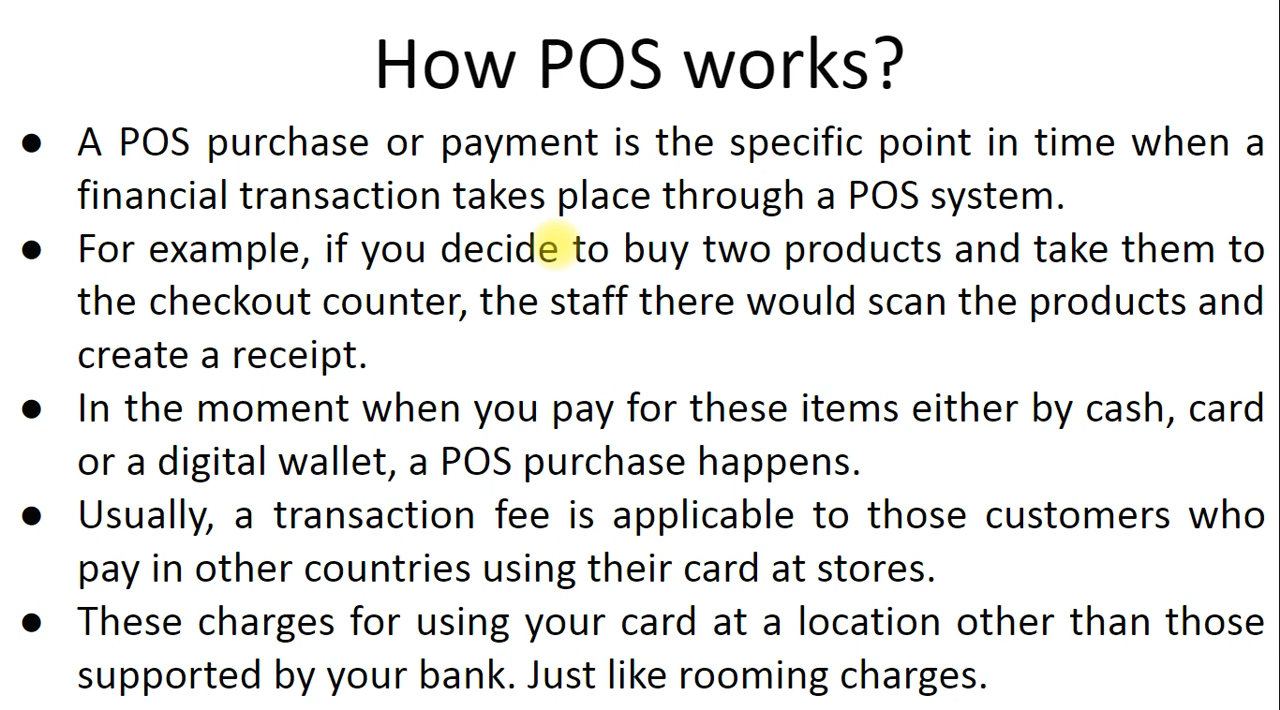 How POS works?
● A POS purchase or payment is the specific point in time when a
financial transaction takes place through a POS system.
● For example, if you decide to buy two products and take them to
the checkout counter, the staff there would scan the products and
create a receipt.
● In the moment when you pay for these items either by cash, card
or a digital wallet, a POS purchase happens.
● Usually, a transaction fee is applicable to those customers who
pay in other countries using their card at stores.
● These charges for using your card at a location other than those
supported by your bank. Just like rooming charges.